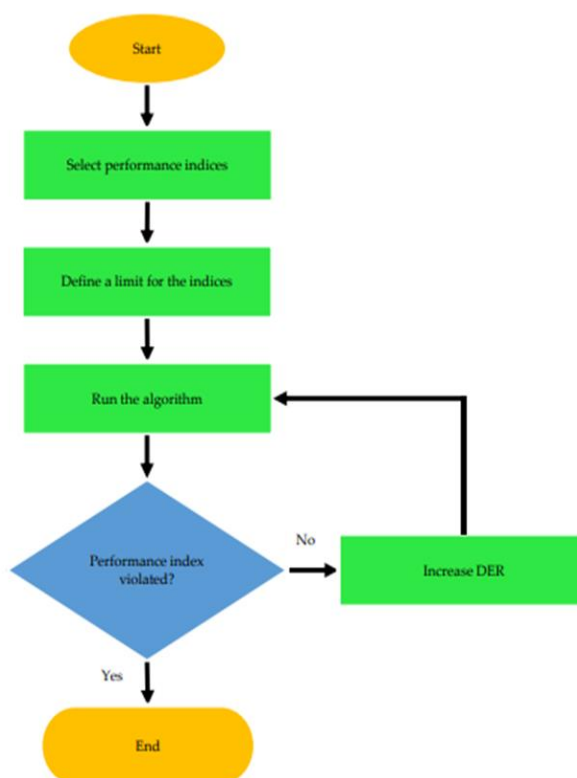 Start
Select performance indices
Define a limit for the indices
Run the algorithm
Performance index
violated?
No
Increase DER
Yes
End